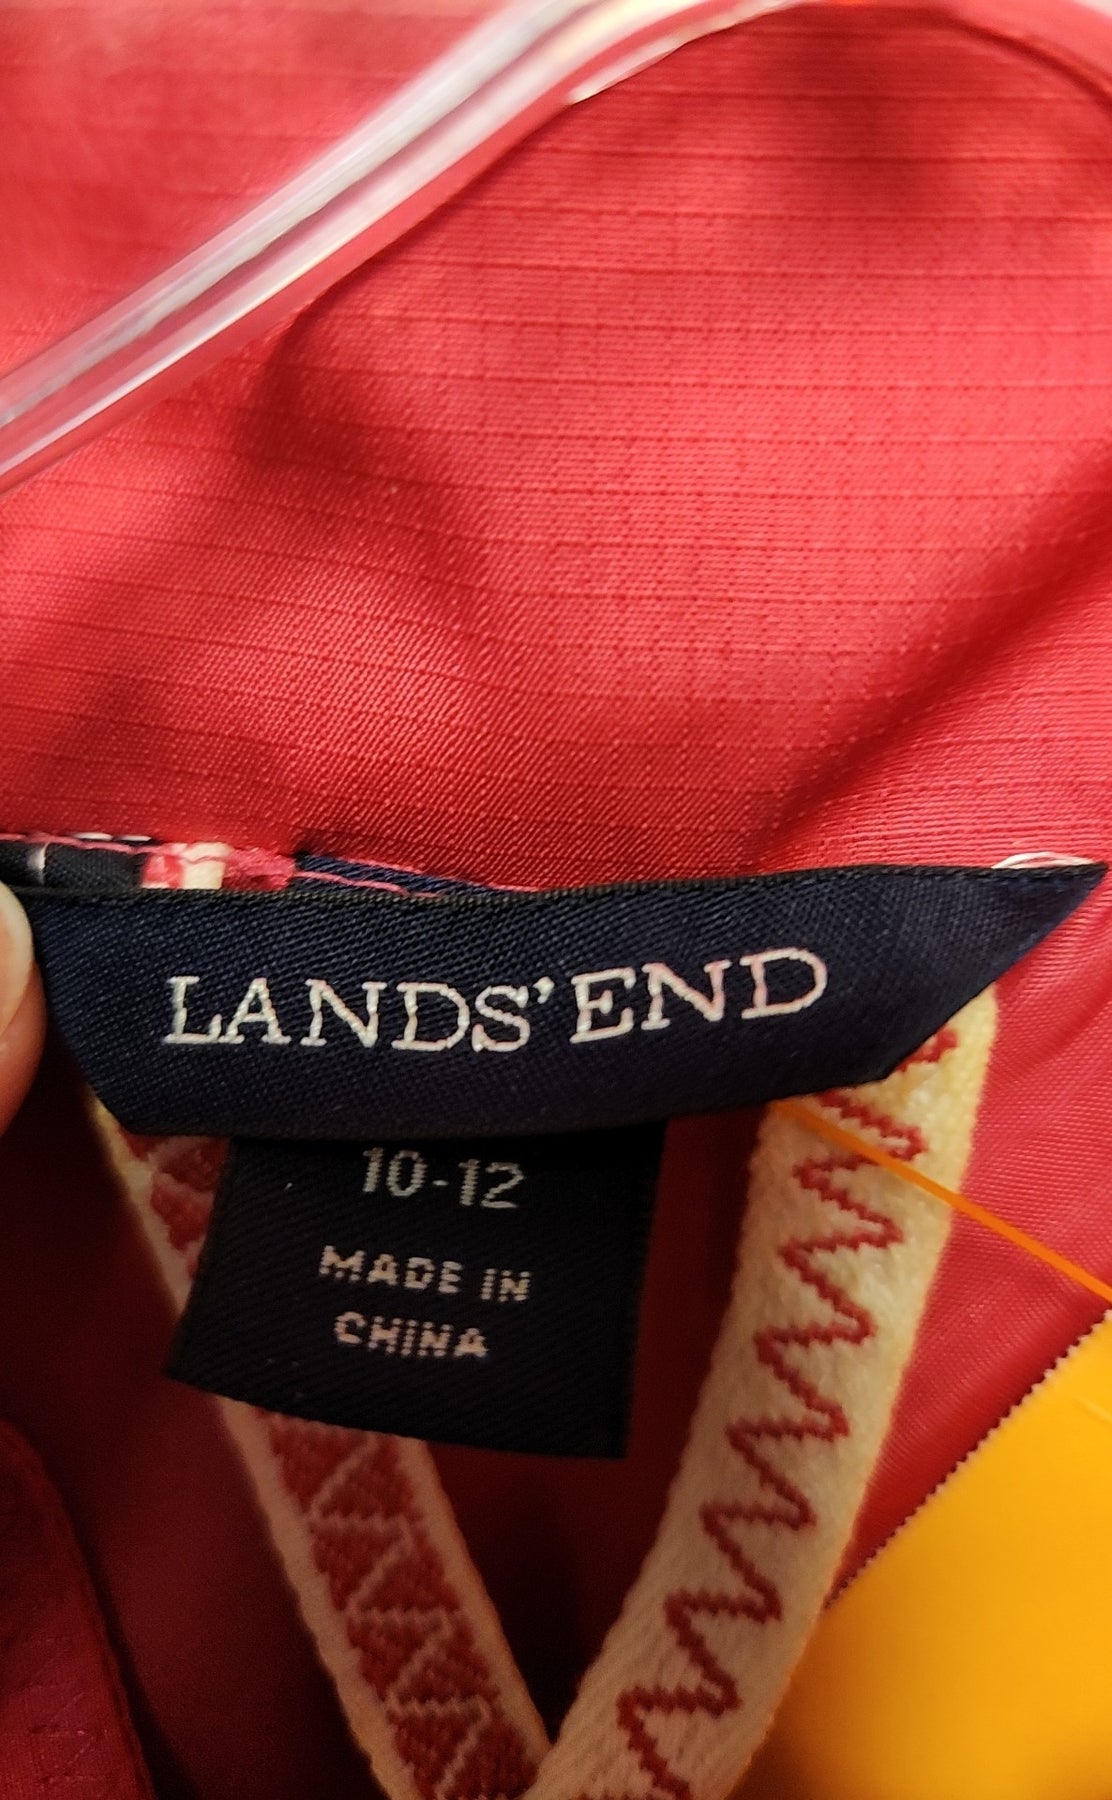 LANDS' END
10-12
MADE IN
CHINA